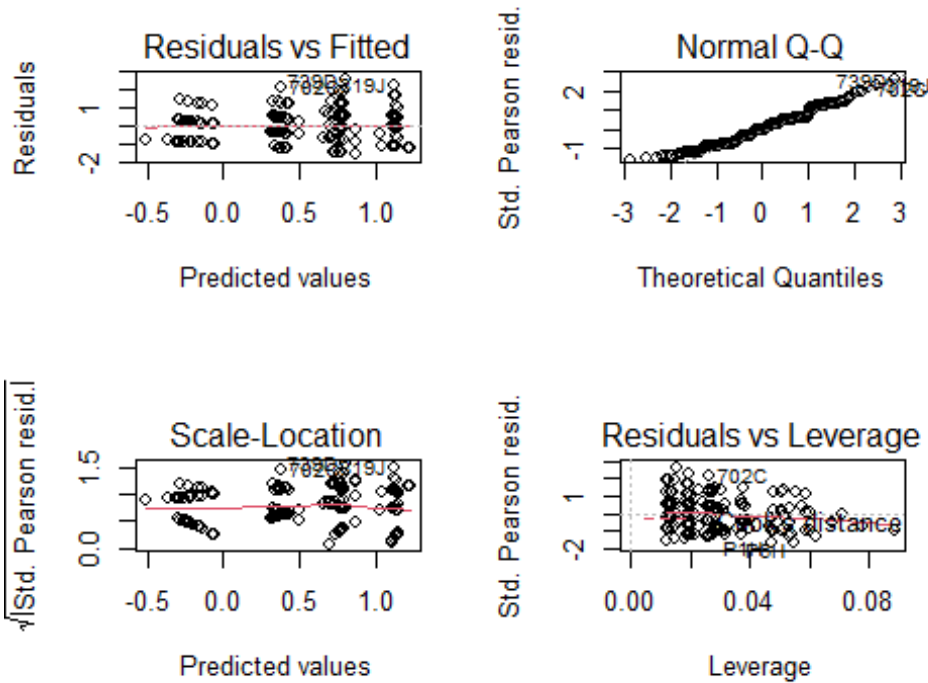 Residuals vs Fitted
Residuals
1
-2
-0.5 0.0 0.5 1.0
Predicted values
Normal Q-Q
Std. Pearson resid.
2
-1
-3 -2 -1 0 1 2 3
Theoretical Quantiles
Scale-Location
√|Std. Pearson resid.|
1.5
0.0
-0.5 0.0 0.5 1.0
Predicted values
Residuals vs Leverage
Std. Pearson resid.
1
-2
702C
distance
0.00 0.04 0.08
Leverage